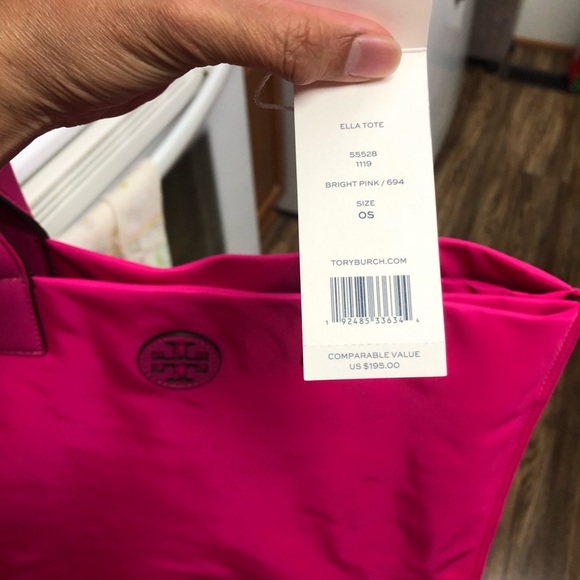 ELLA TOTE
55528
1119
BRIGHT PINK / 694
SIZE
OS
TORYBURCH.COM
1 92485 33634 4
COMPARABLE VALUE
US $195.00